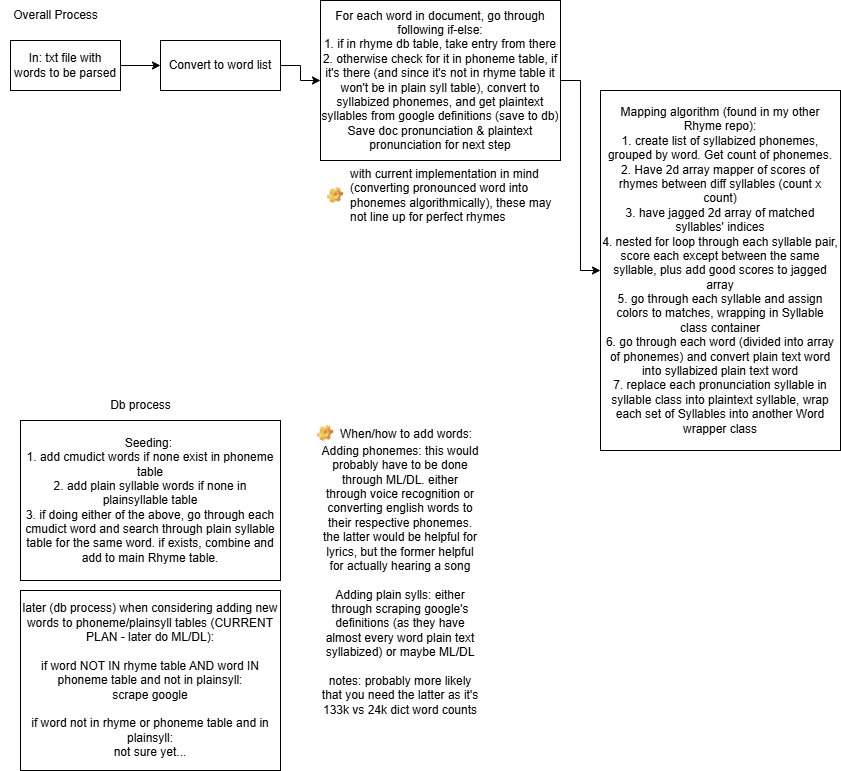 Overall Process
In: txt file with
words to be parsed
Convert to word list
For each word in document, go through
following if-else:
1. if in rhyme db table, take entry from there
2. otherwise check for it in phoneme table, if
it's there (and since it's not in rhyme table it
won't be in plain syll table), convert to
syllabized phonemes, and get plaintext
syllables from google definitions (save to db)
Save doc pronunciation & plaintext
pronunciation for next step
with current implementation in mind
(converting pronounced word into
phonemes algorithmically), these may
not line up for perfect rhymes
Mapping algorithm (found in my other
Rhyme repo):
1. create list of syllabized phonemes,
grouped by word. Get count of phonemes.
2. Have 2d array mapper of scores of
rhymes between diff syllables (count x
count)
3. have jagged 2d array of matched
syllables' indices
4. nested for loop through each syllable pair,
score each except between the same
syllable, plus add good scores to jagged
array
5. go through each syllable and assign
colors to matches, wrapping in Syllable
class container
6. go through each word (divided into array
of phonemes) and convert plain text word
into syllabized plain text word
7. replace each pronunciation syllable in
syllable class into plaintext syllable, wrap
each set of Syllables into another Word
wrapper class
Db process
Seeding:
1. add cmudict words if none exist in phoneme
table
2. add plain syllable words if none in
plainsyllable table
3. if doing either of the above, go through each
cmudict word and search through plain syllable
table for the same word. if exists, combine and
add to main Rhyme table.
later (db process) when considering adding new
words to phoneme/plainsyll tables (CURRENT
PLAN - later do ML/DL):
if word NOT IN rhyme table AND word IN
phoneme table and not in plainsyll:
scrape google
if word not in rhyme or phoneme table and in
plainsyll:
not sure yet...
When/how to add words:
Adding phonemes: this would
probably have to be done
through ML/DL. either
through voice recognition or
converting english words to
their respective phonemes.
the latter would be helpful for
lyrics, but the former helpful
for actually hearing a song
Adding plain sylls: either
through scraping google's
definitions (as they have
almost every word plain text
syllabized) or maybe ML/DL
notes: probably more likely
that you need the latter as it's
133k vs 24k dict word counts